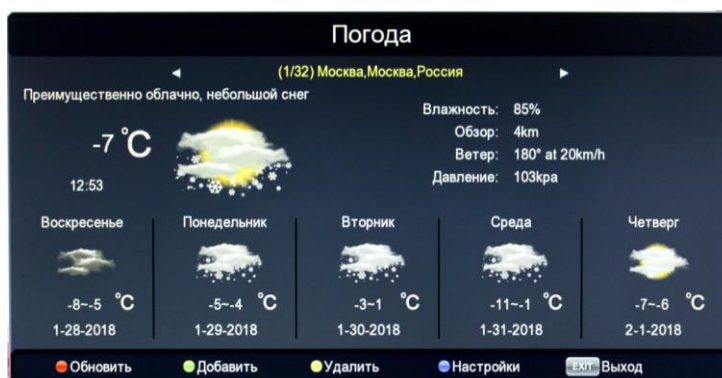 Погода
(1/32) Москва,Москва,Россия
Преимущественно облачно, небольшой снег
-7 °C
12:53
Влажность: 85%
Обзор: 4km
Ветер: 180° at 20km/h
Давление: 103kpa
Воскресенье Понедельник Вторник Среда Четверг
-8~-5 °C -5~-4 °C -3~1 °C -11~-1 °C -7~-6 °C
1-28-2018 1-29-2018 1-30-2018 1-31-2018 2-1-2018
Обновить Добавить Удалить Настройки EXIT Выход